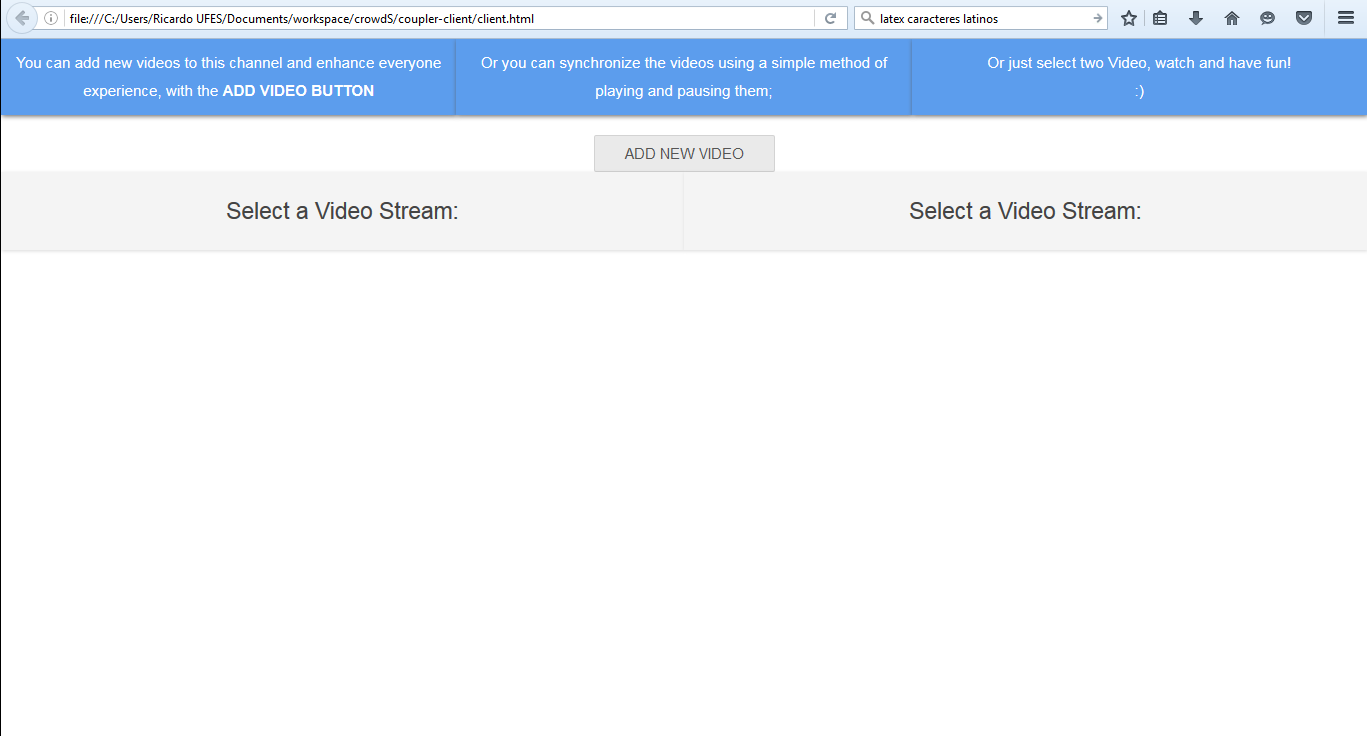 file:///C:/Users/Ricardo UFES/Documents/workspace/crowdS/coupler-client/client.html
latex caracteres latinos
You can add new videos to this channel and enhance everyone
experience, with the ADD VIDEO BUTTON
Or you can synchronize the videos using a simple method of
playing and pausing them;
Or just select two Video, watch and have fun!
:)
ADD NEW VIDEO
Select a Video Stream:
Select a Video Stream: